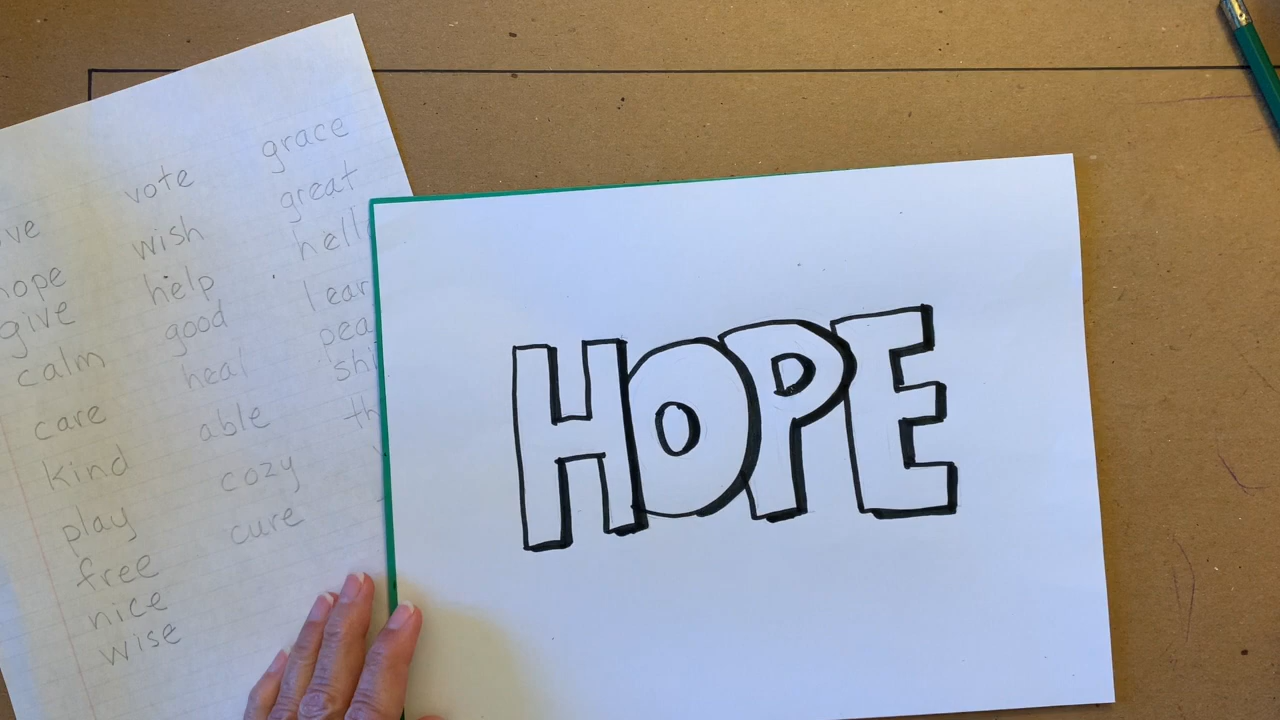 hope
give
calm
care
kind
play
free
nice
wise
vote
wish
help
good
heal
able
cozy
cure
grace
great
HOPE